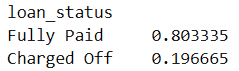 loan_status
Fully Paid 0.803335
Charged Off 0.196665